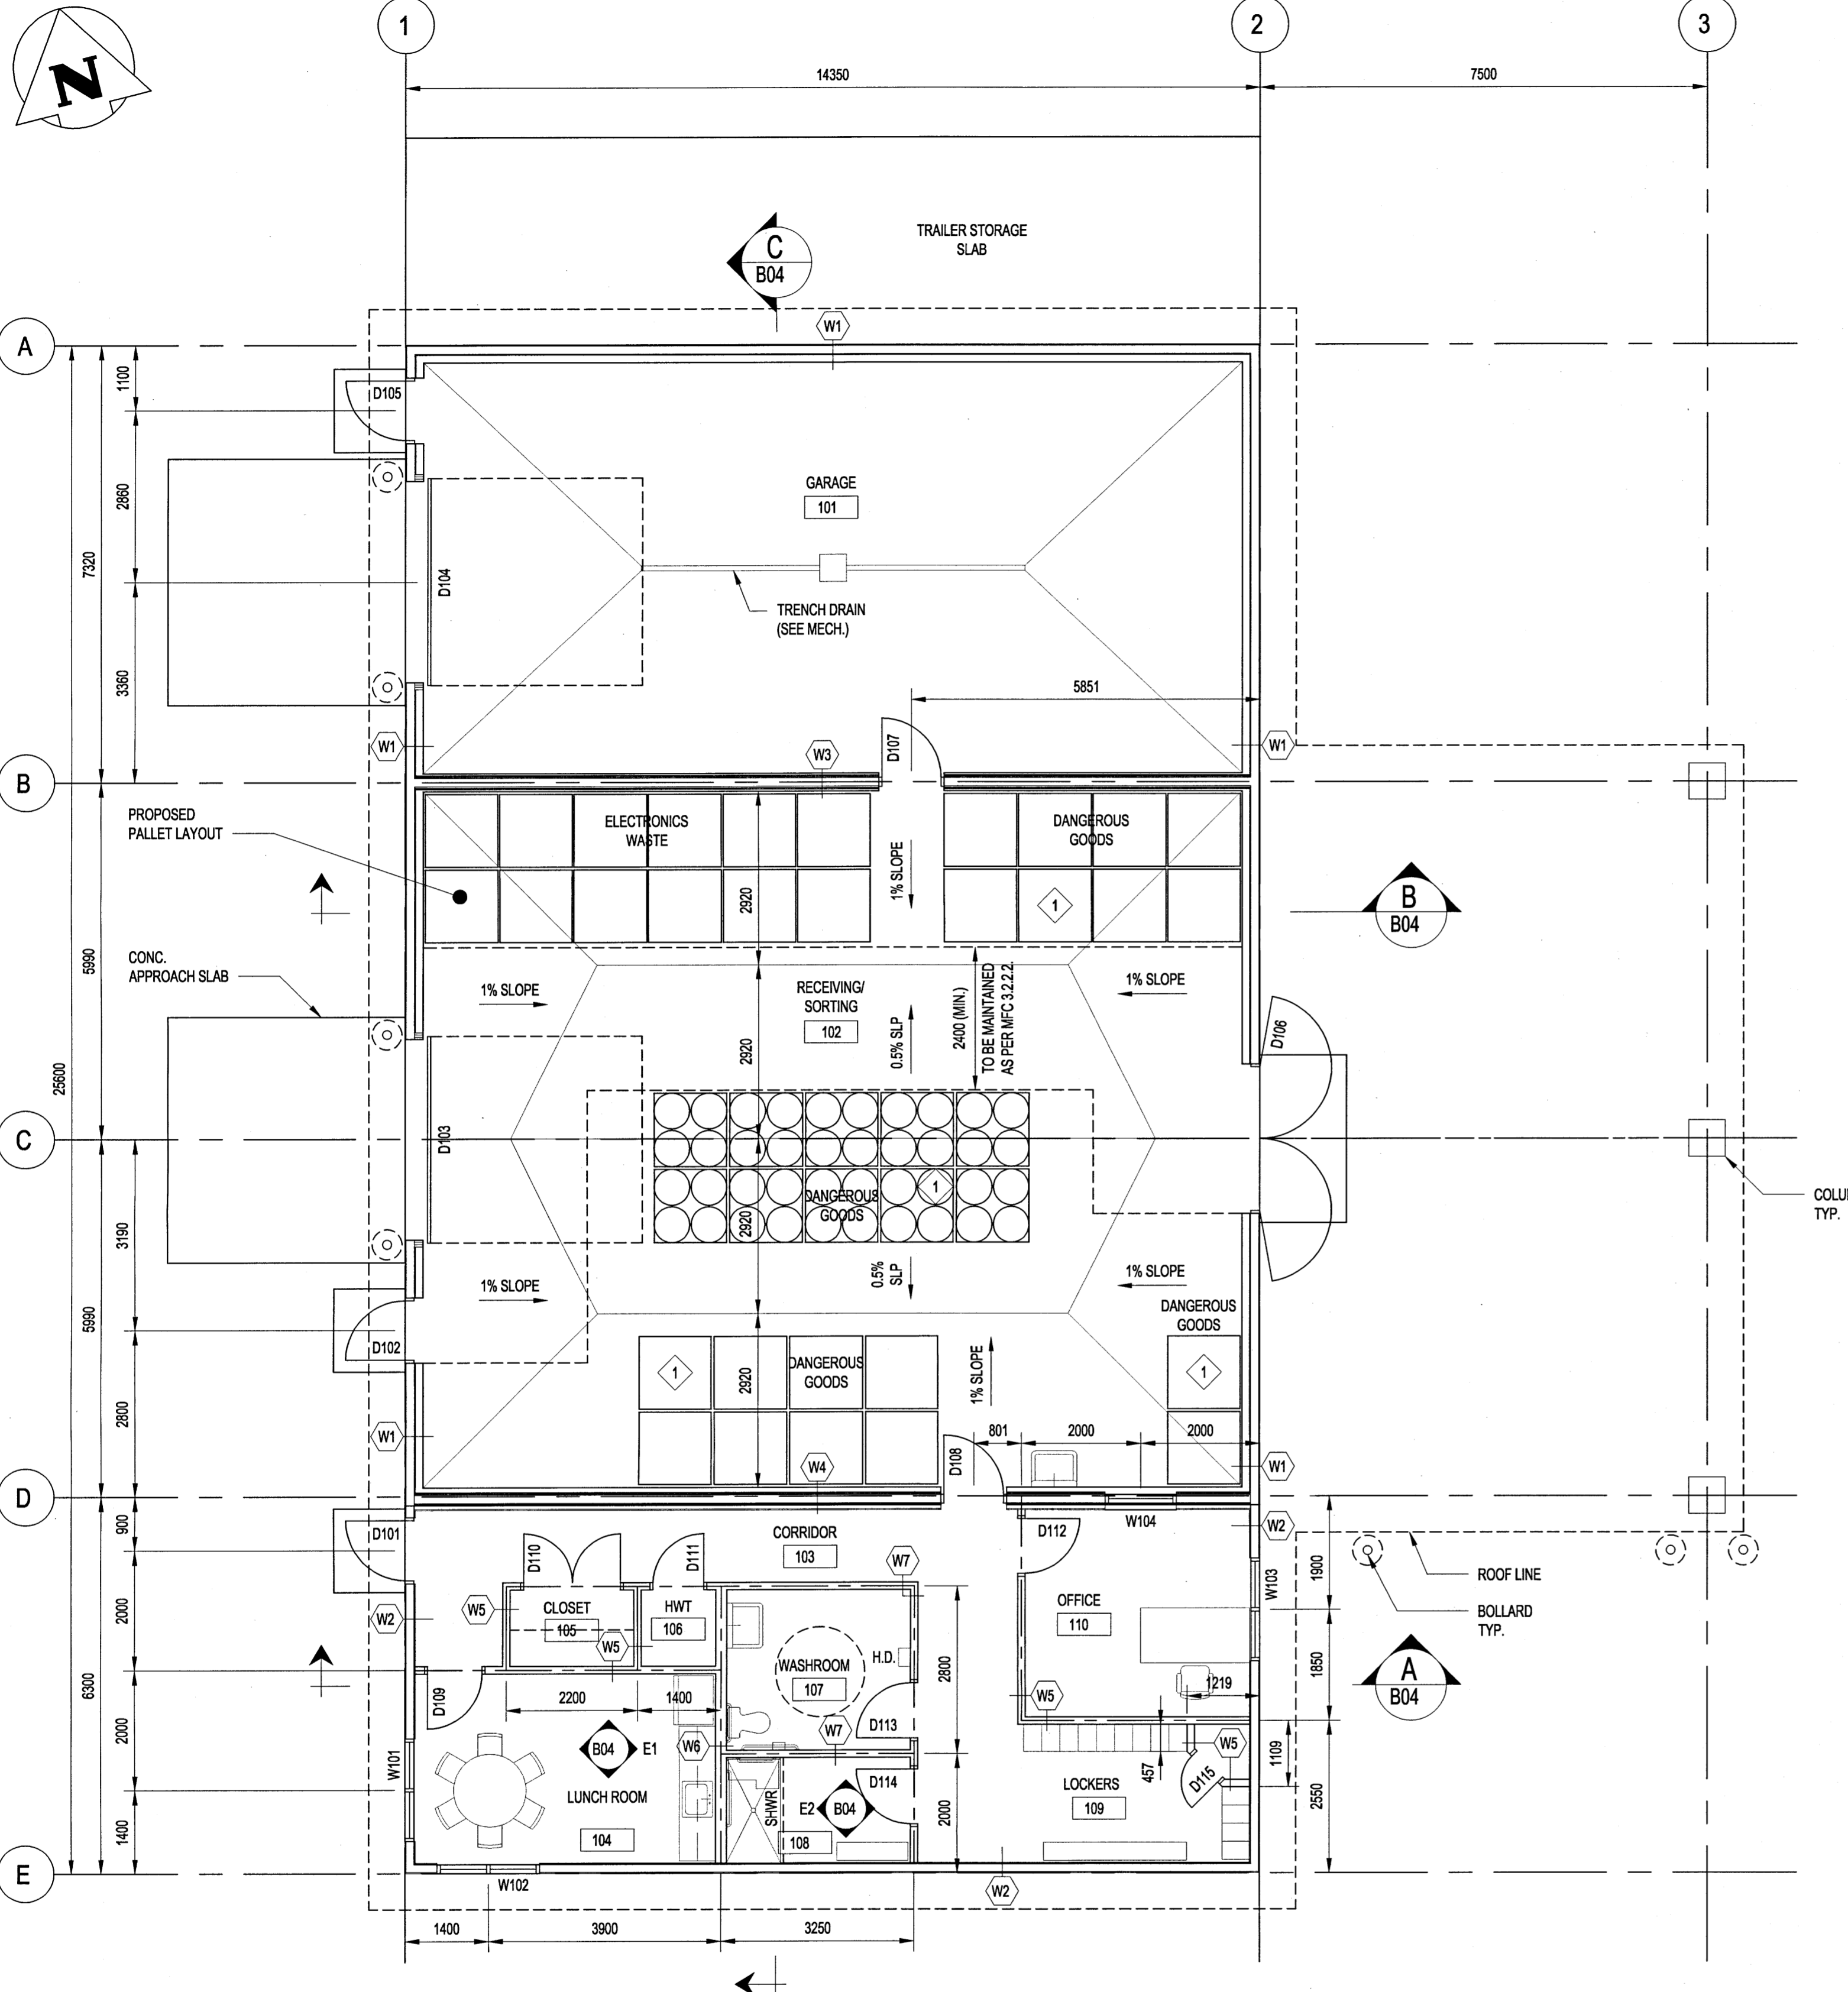 N
1
2
3
14350
7500
TRAILER STORAGE
SLAB
C
B04
W1
A
1100
D105
2860
GARAGE
101
7320
D104
TRENCH DRAIN
(SEE MECH.)
3360
5851
W1
W3
D107
W1
B
PROPOSED
PALLET LAYOUT
ELECTRONICS
WASTE
DANGEROUS
GOODS
1% SLOPE
2920
1
B
B04
5990
CONC.
APPROACH SLAB
1% SLOPE
RECEIVING/
SORTING
102
0.5% SLP
2400 (MIN.)
TO BE MAINTAINED
AS PER MFC 3.2.2.2.
1% SLOPE
2920
D106
25600
C
D103
DANGEROUS
GOODS
1
2920
COLU
TYP.
3190
5990
1% SLOPE
0.5%
SLP
1% SLOPE
DANGEROUS
GOODS
D102
1
DANGEROUS
GOODS
2920
1% SLOPE
1
2800
W1
W4
D108
801
2000
2000
W1
D
900
D101
D110
D111
CORRIDOR
103
W7
D112
W104
W2
W103
1900
ROOF LINE
BOLLARD
TYP.
2000
W2
W5
CLOSET
105
W5
HWT
106
WASHROOM
107
H.D.
2800
OFFICE
110
6300
D109
2200
1400
D113
W7
W5
1219
1850
A
B04
2000
W101
B04
E1
W6
LUNCH ROOM
104
SHWR
E2
B04
108
D114
2000
LOCKERS
109
457
W5
D115
1109
2550
1400
E
W102
W2
1400
3900
3250